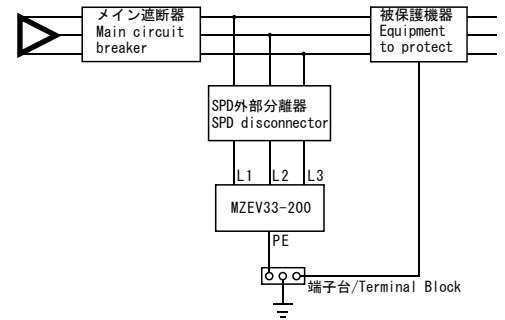 メイン遮断器
Main circuit
breaker
被保護機器
Equipment
to protect
SPD外部分離器
SPD disconnector
L1 L2 L3
MZEV33-200
PE
端子台/Terminal Block